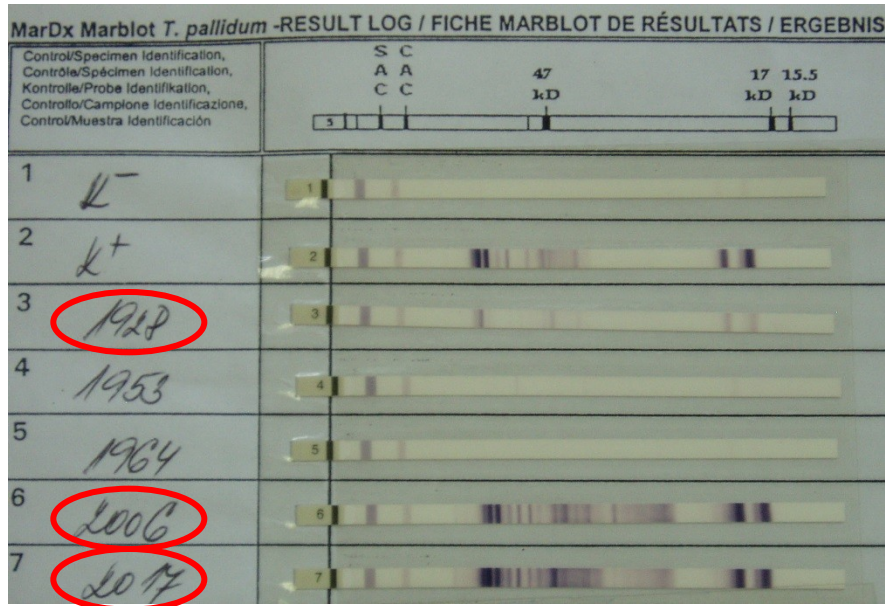 MarDx Marblot T. pallidum -RESULT LOG / FICHE MARBLOT DE RÉSULTATS / ERGEBNIS
Control/Specimen Identification,
Contrôle/Spécimen Identification,
Kontrolle/Probe Identifikation,
Controllo/Campione Identificazione,
Control/Muestra Identificación
S C
A A
C C
47
kD
17 15.5
kD kD
5
1 K- 1
2 K+ 2
3 1928 3
4 1953 4
5 1964 5
6 2006 6
7 2017 7